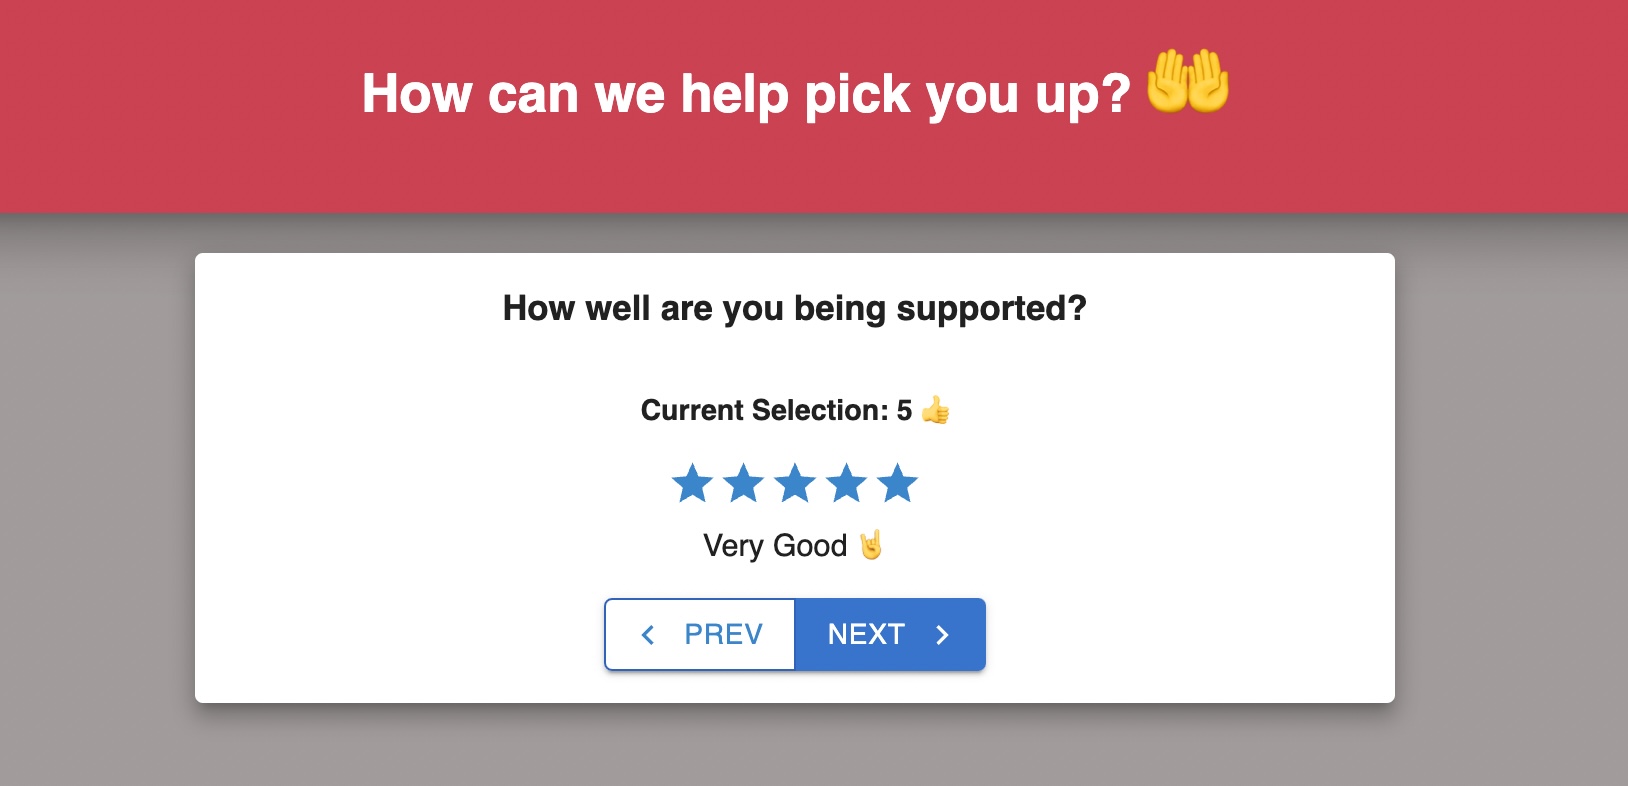 How can we help pick you up? 🤲
How well are you being supported?
Current Selection: 5 👍
Very Good 🤘
PREV
NEXT